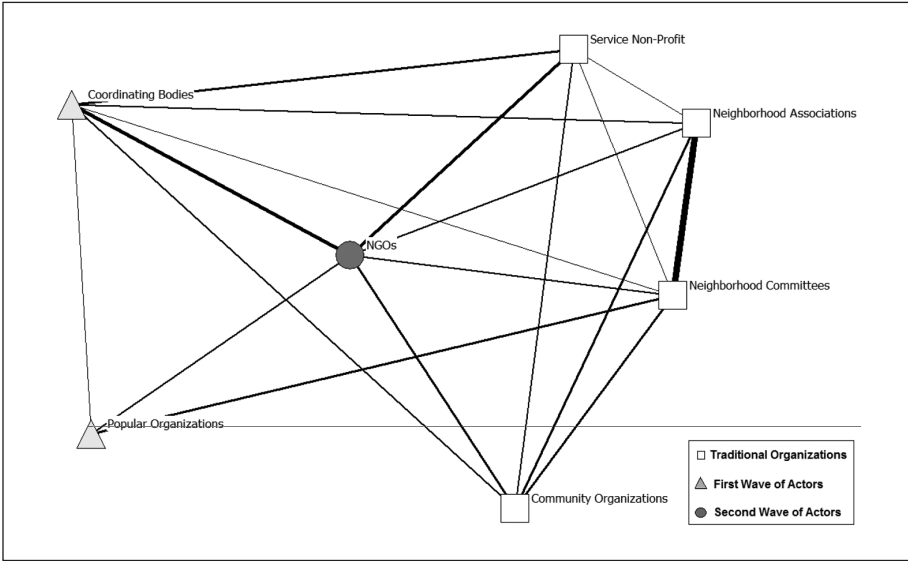 Service Non-Profit
Coordinating Bodies
Neighborhood Associations
NGOs
Neighborhood Committees
Popular Organizations
Community Organizations
Traditional Organizations
First Wave of Actors
Second Wave of Actors